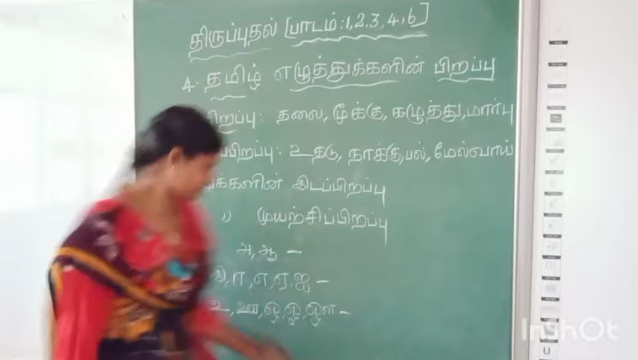 திருப்புதல் [பாடம்:1,2,3,4,6]
4. தமிழ் எழுத்துக்களின் பிறப்பு
பிறப்பு: தலை, மூக்கு, கழுத்து, மார்பு
பிறப்பு: உதடு, நாக்கு, பல், மேல்வாய்
க்களின் இடப்பிறப்பு
,, முயற்சிப்பிறப்பு
அ, ஆ -
இ, ஈ, எ, ஏ, ஐ -
உ, ஊ, ஒ, ஓ, ஔ -
InShOt